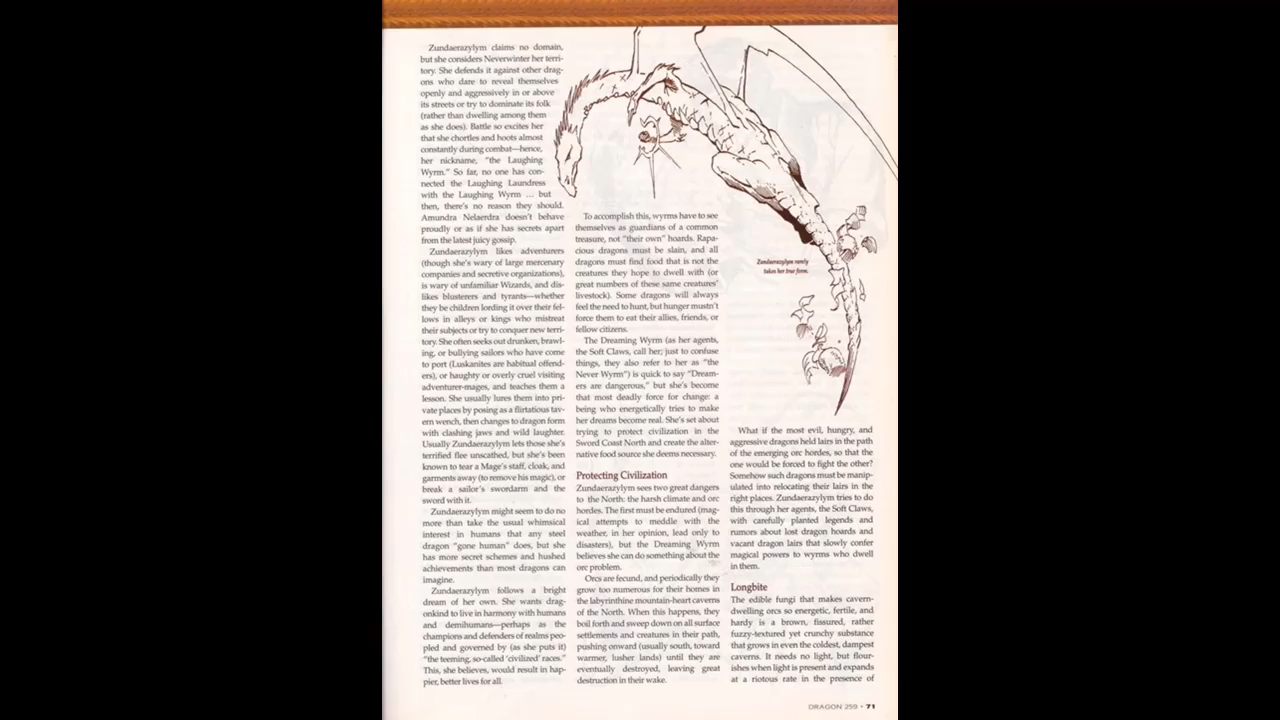 Zundaerazylym claims no domain,
but she considers Neverwinter her terri-
tory. She defends it against other drag-
ons who dare to reveal themselves
openly and aggressively in or above
its streets or try to dominate its folk
(rather than dwelling among them
as she does). Battle so excites her
that she chortles and hoots almost
constantly during combat—hence,
her nickname, "the Laughing
Wyrm." So far, no one has con-
nected the Laughing Laundress
with the Laughing Wyrm ... but
then, there's no reason they should.
Amundra Nelaerdra doesn't behave
proudly or as if she has secrets apart
from the latest juicy gossip.
Zundaerazylym likes adventurers
(though she's wary of large mercenary
companies and secretive organizations),
is wary of unfamiliar Wizards, and dis-
likes blusterers and tyrants—whether
they be children lording it over their fel-
lows in alleys or kings who mistreat
their subjects or try to conquer new terri-
tory. She often seeks out drunken, brawl-
ing, or bullying sailors who have come
to port (Luskanites are habitual offend-
ers), or haughty or overly cruel visiting
adventurer-mages, and teaches them a
lesson. She usually lures them into pri-
vate places by posing as a flirtatious tav-
ern wench, then changes to dragon form
with clashing jaws and wild laughter.
Usually Zundaerazylym lets those she's
terrified flee unscathed, but she's been
known to tear a Mage's staff, cloak, and
garments away (to remove his magic), or
break a sailor's swordarm and the
sword with it.
Zundaerazylym might seem to do no
more than take the usual whimsical
interest in humans that any steel
dragon "gone human" does, but she
has more secret schemes and hushed
achievements than most dragons can
imagine.
Zundaerazylym follows a bright
dream of her own. She wants drag-
onkind to live in harmony with humans
and demihumans—perhaps as the
champions and defenders of realms peo-
pled and governed by (as she puts it)
"the teeming, so-called 'civilized' races."
This, she believes, would result in hap-
pier, better lives for all.
To accomplish this, wyrms have to see
themselves as guardians of a common
treasure, not "their own" hoards. Rapa-
cious dragons must be slain, and all
dragons must find food that is not the
creatures they hope to dwell with (or
great numbers of these same creatures'
livestock). Some dragons will always
feel the need to hunt, but hunger mustn't
force them to eat their allies, friends, or
fellow citizens.
The Dreaming Wyrm (as her agents,
the Soft Claws, call her; just to confuse
things, they also refer to her as "the
Never Wyrm") is quick to say "Dream-
ers are dangerous," but she's become
that most deadly force for change: a
being who energetically tries to make
her dreams become real. She's set about
trying to protect civilization in the
Sword Coast North and create the alter-
native food source she deems necessary.
Protecting Civilization
Zundaerazylym sees two great dangers
to the North: the harsh climate and orc
hordes. The first must be endured (mag-
ical attempts to meddle with the
weather, in her opinion, lead only to
disasters), but the Dreaming Wyrm
believes she can do something about the
orc problem.
Orcs are fecund, and periodically they
grow too numerous for their homes in
the labyrinthine mountain-heart caverns
of the North. When this happens, they
boil forth and sweep down on all surface
settlements and creatures in their path,
pushing onward (usually south, toward
warmer, lusher lands) until they are
eventually destroyed, leaving great
destruction in their wake.
Zundaerazylym rarely
takes her true form.
What if the most evil, hungry, and
aggressive dragons held lairs in the path
of the emerging orc hordes, so that the
one would be forced to fight the other?
Somehow such dragons must be manip-
ulated into relocating their lairs in the
right places. Zundaerazylym tries to do
this through her agents, the Soft Claws,
with carefully planted legends and
rumors about lost dragon hoards and
vacant dragon lairs that slowly confer
magical powers to wyrms who dwell
in them.
Longbite
The edible fungi that makes cavern-
dwelling orcs so energetic, fertile, and
hardy is a brown, fissured, rather
fuzzy-textured yet crunchy substance
that grows in even the coldest, dampest
caverns. It needs no light, but flour-
ishes when light is present and expands
at a riotous rate in the presence of
DRAGON 259 • 71